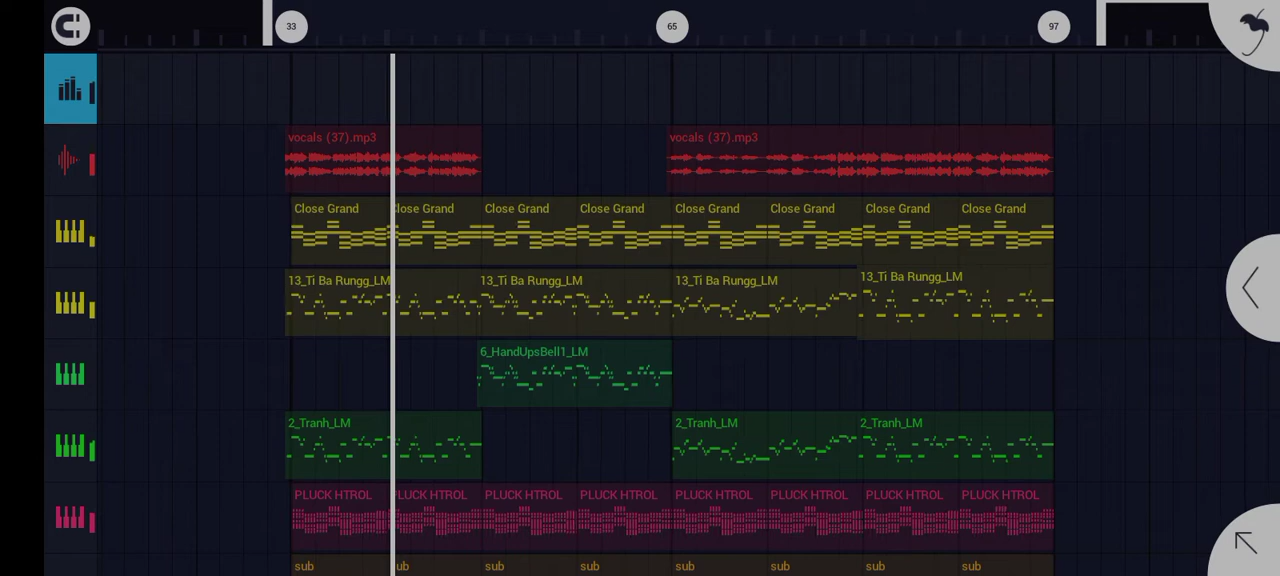 33 65 97
vocals (37).mp3 vocals (37).mp3
Close Grand Close Grand Close Grand Close Grand Close Grand Close Grand Close Grand Close Grand
13_Ti Ba Rungg_LM 13_Ti Ba Rungg_LM 13_Ti Ba Rungg_LM 13_Ti Ba Rungg_LM
6_HandUpsBell1_LM
2_Tranh_LM 2_Tranh_LM 2_Tranh_LM
PLUCK HTROL PLUCK HTROL PLUCK HTROL PLUCK HTROL PLUCK HTROL PLUCK HTROL PLUCK HTROL PLUCK HTROL
sub sub sub sub sub sub sub sub